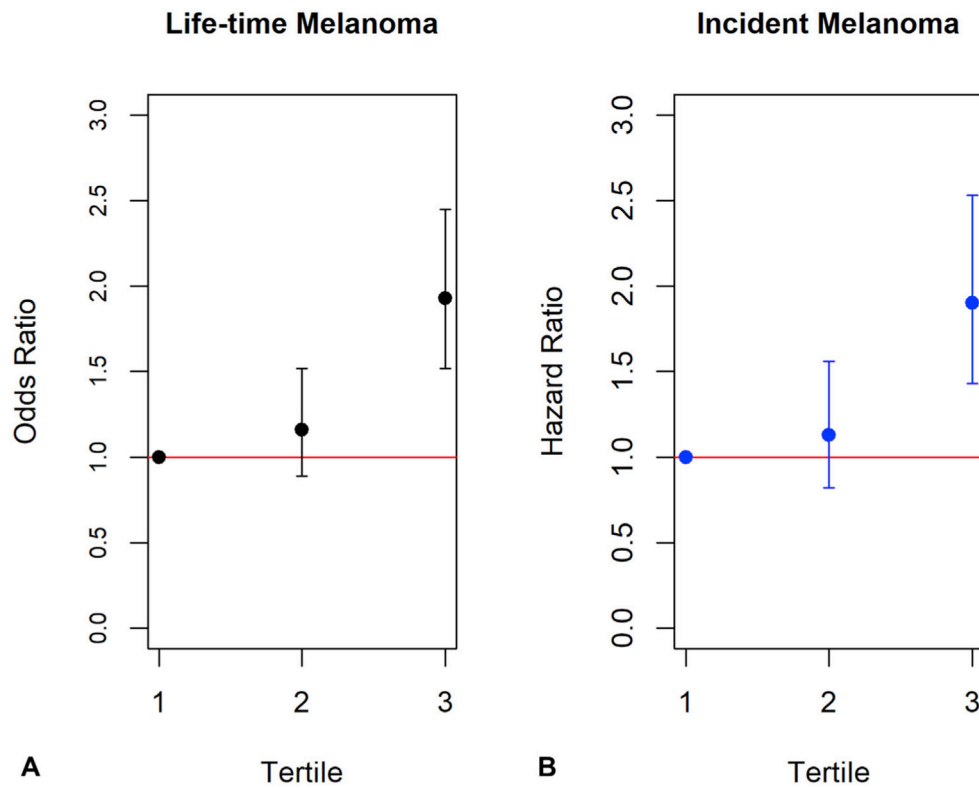 Life-time Melanoma
Odds Ratio
3.0
2.5
2.0
1.5
1.0
0.5
0.0
1 2 3
Tertile
A
Incident Melanoma
Hazard Ratio
3.0
2.5
2.0
1.5
1.0
0.5
0.0
1 2 3
Tertile
B